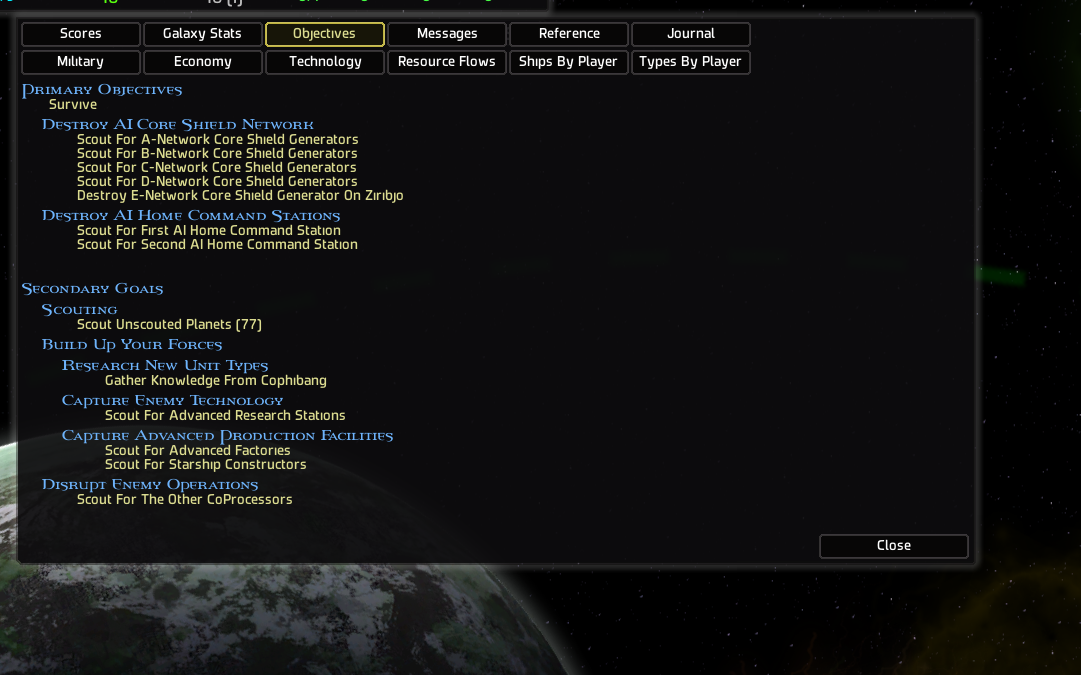 Scores Galaxy Stats Objectives Messages Reference Journal
Military Economy Technology Resource Flows Ships By Player Types By Player
Primary Objectives
Survive
Destroy AI Core Shield Network
Scout For A-Network Core Shield Generators
Scout For B-Network Core Shield Generators
Scout For C-Network Core Shield Generators
Scout For D-Network Core Shield Generators
Destroy E-Network Core Shield Generator On Ziribjo
Destroy AI Home Command Stations
Scout For First AI Home Command Station
Scout For Second AI Home Command Station
Secondary Goals
Scouting
Scout Unscouted Planets (77)
Build Up Your Forces
Research New Unit Types
Gather Knowledge From Cophibang
Capture Enemy Technology
Scout For Advanced Research Stations
Capture Advanced Production Facilities
Scout For Advanced Factories
Scout For Starship Constructors
Disrupt Enemy Operations
Scout For The Other CoProcessors
Close